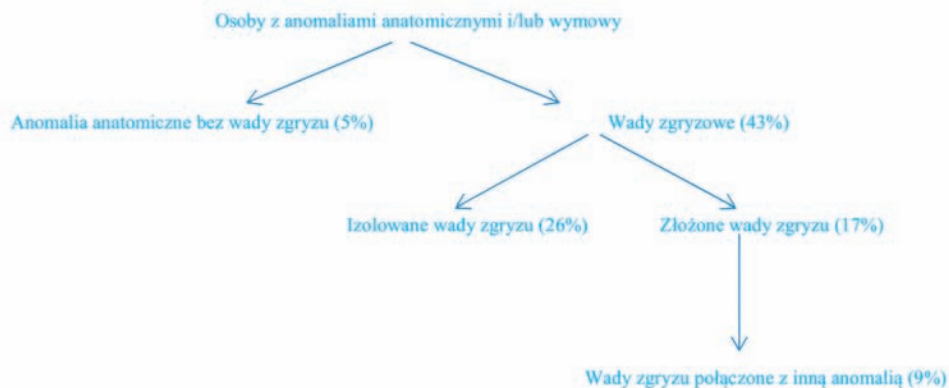 Osoby z anomaliami anatomicznymi i/lub wymowy
Anomalia anatomiczne bez wady zgryzu (5%)
Wady zgryzowe (43%)
Izolowane wady zgryzu (26%)
Złożone wady zgryzu (17%)
Wady zgryzu połączone z inną anomalią (9%)